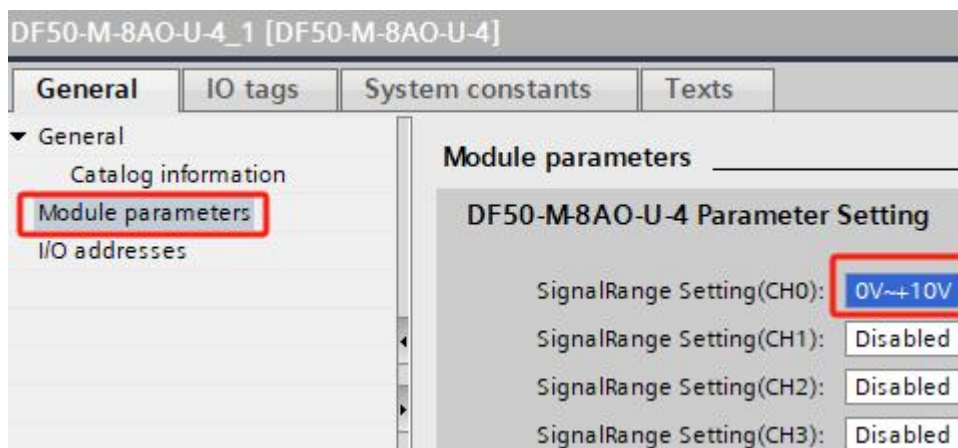 DF50-M-8AO-U-4_1 [DF50-M-8AO-U-4]
General IO tags System constants Texts
General
Catalog information
Module parameters
I/O addresses
Module parameters
DF50-M-8AO-U-4 Parameter Setting
SignalRange Setting(CH0): 0V~+10V
SignalRange Setting(CH1): Disabled
SignalRange Setting(CH2): Disabled
SignalRange Setting(CH3): Disabled